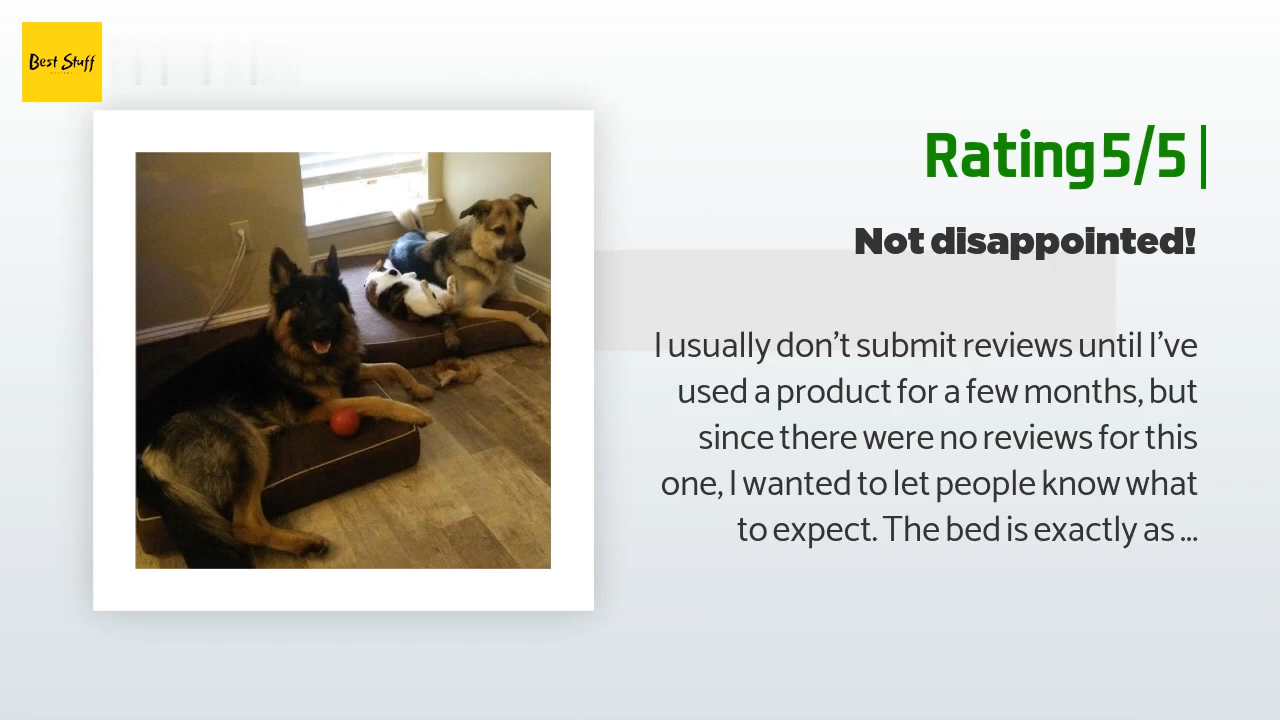 Best Stuff
Rating 5/5 |
Not disappointed!
I usually don't submit reviews until I've
used a product for a few months, but
since there were no reviews for this
one, I wanted to let people know what
to expect. The bed is exactly as ...